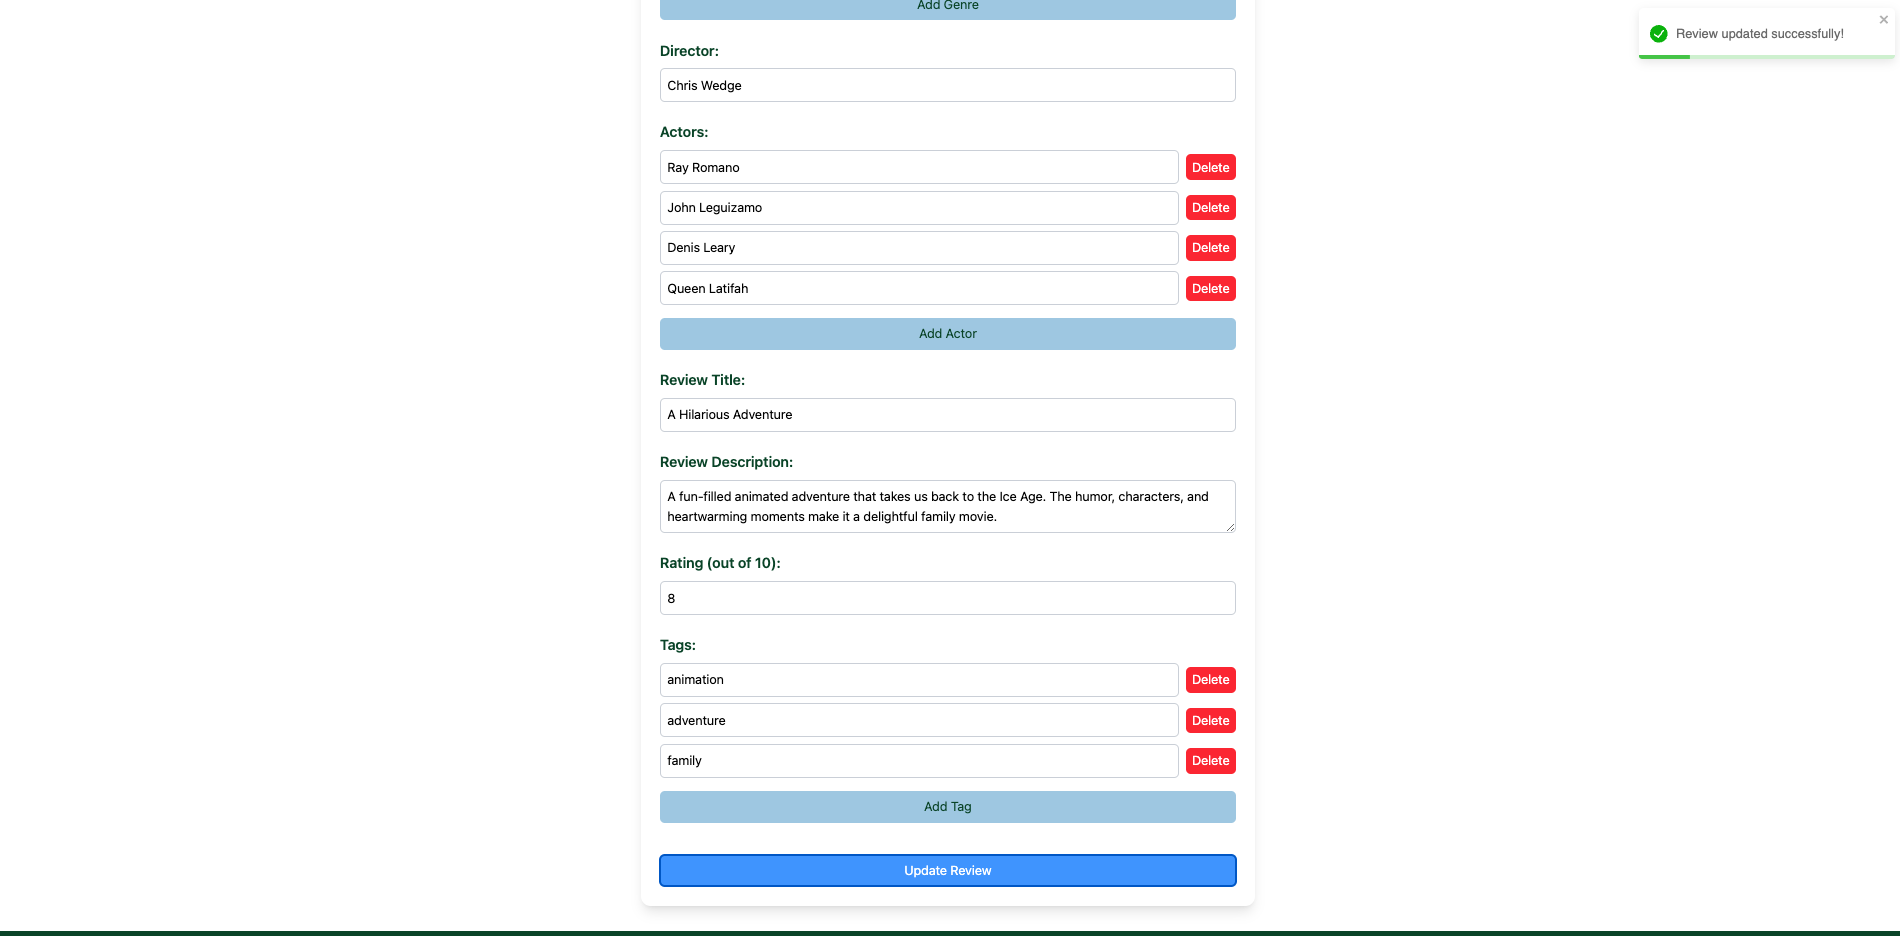 Add Genre
Review updated successfully!
Director:
Chris Wedge
Actors:
Ray Romano
Delete
John Leguizamo
Delete
Denis Leary
Delete
Queen Latifah
Delete
Add Actor
Review Title:
A Hilarious Adventure
Review Description:
A fun-filled animated adventure that takes us back to the Ice Age. The humor, characters, and
heartwarming moments make it a delightful family movie.
Rating (out of 10):
8
Tags:
animation
Delete
adventure
Delete
family
Delete
Add Tag
Update Review